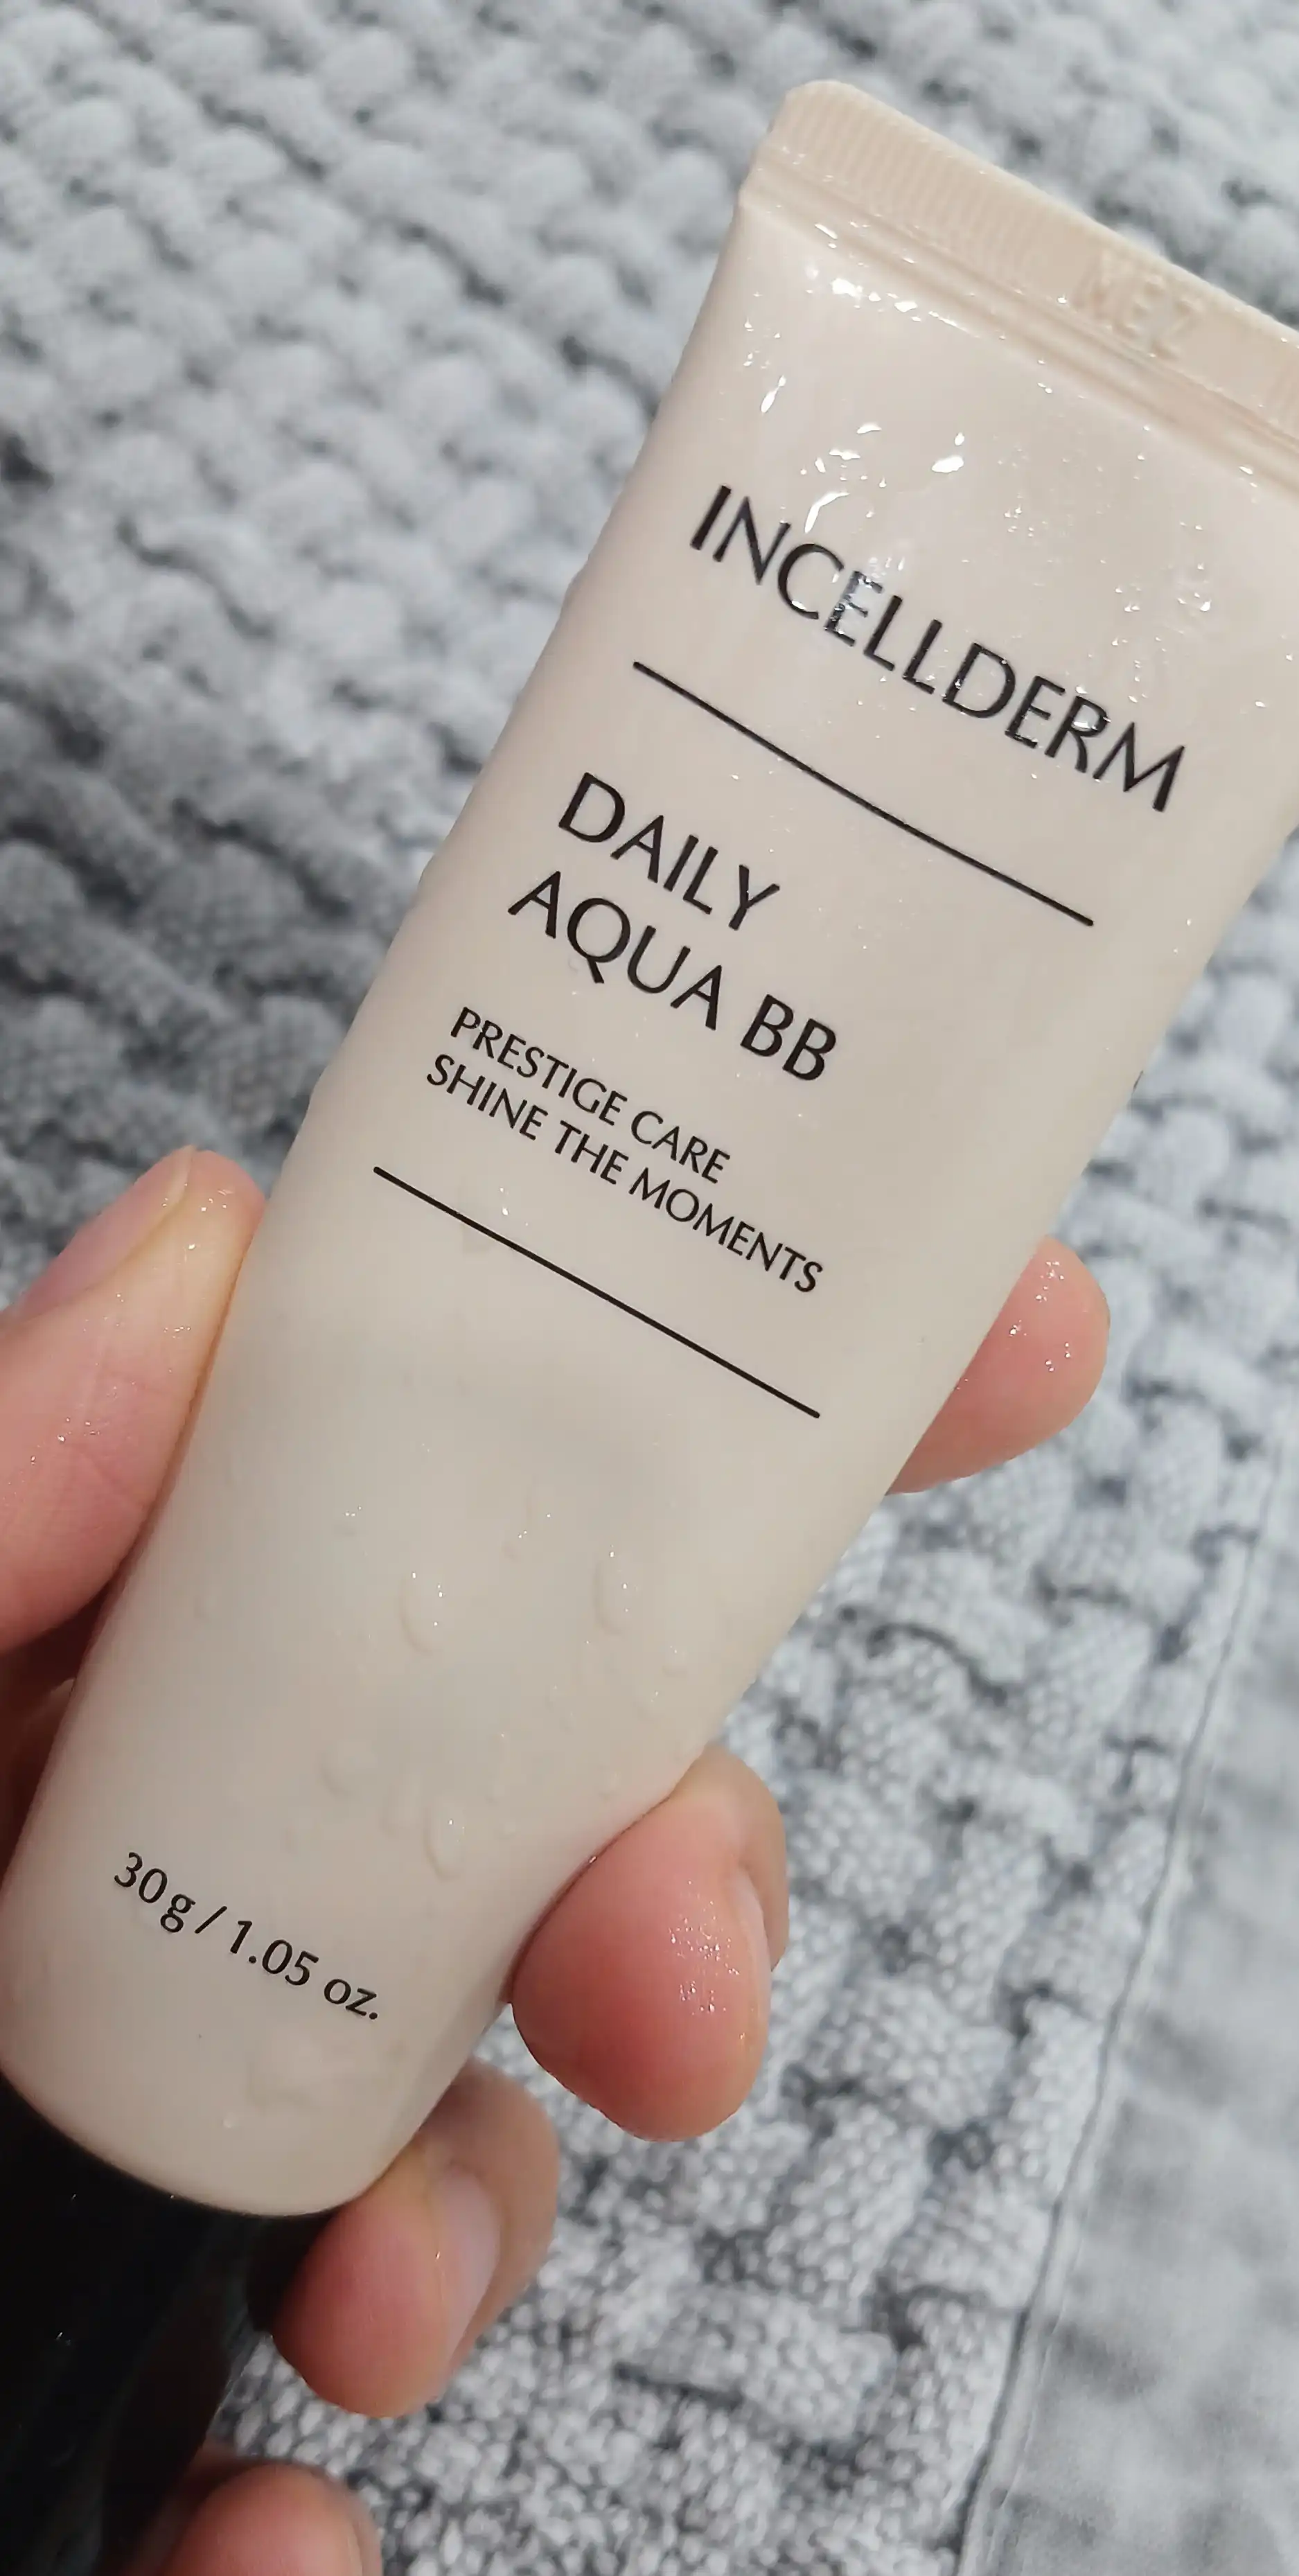 INCELLDERM
DAILY
AQUA BB
PRESTIGE CARE
SHINE THE MOMENTS
30g / 1.05 oz.